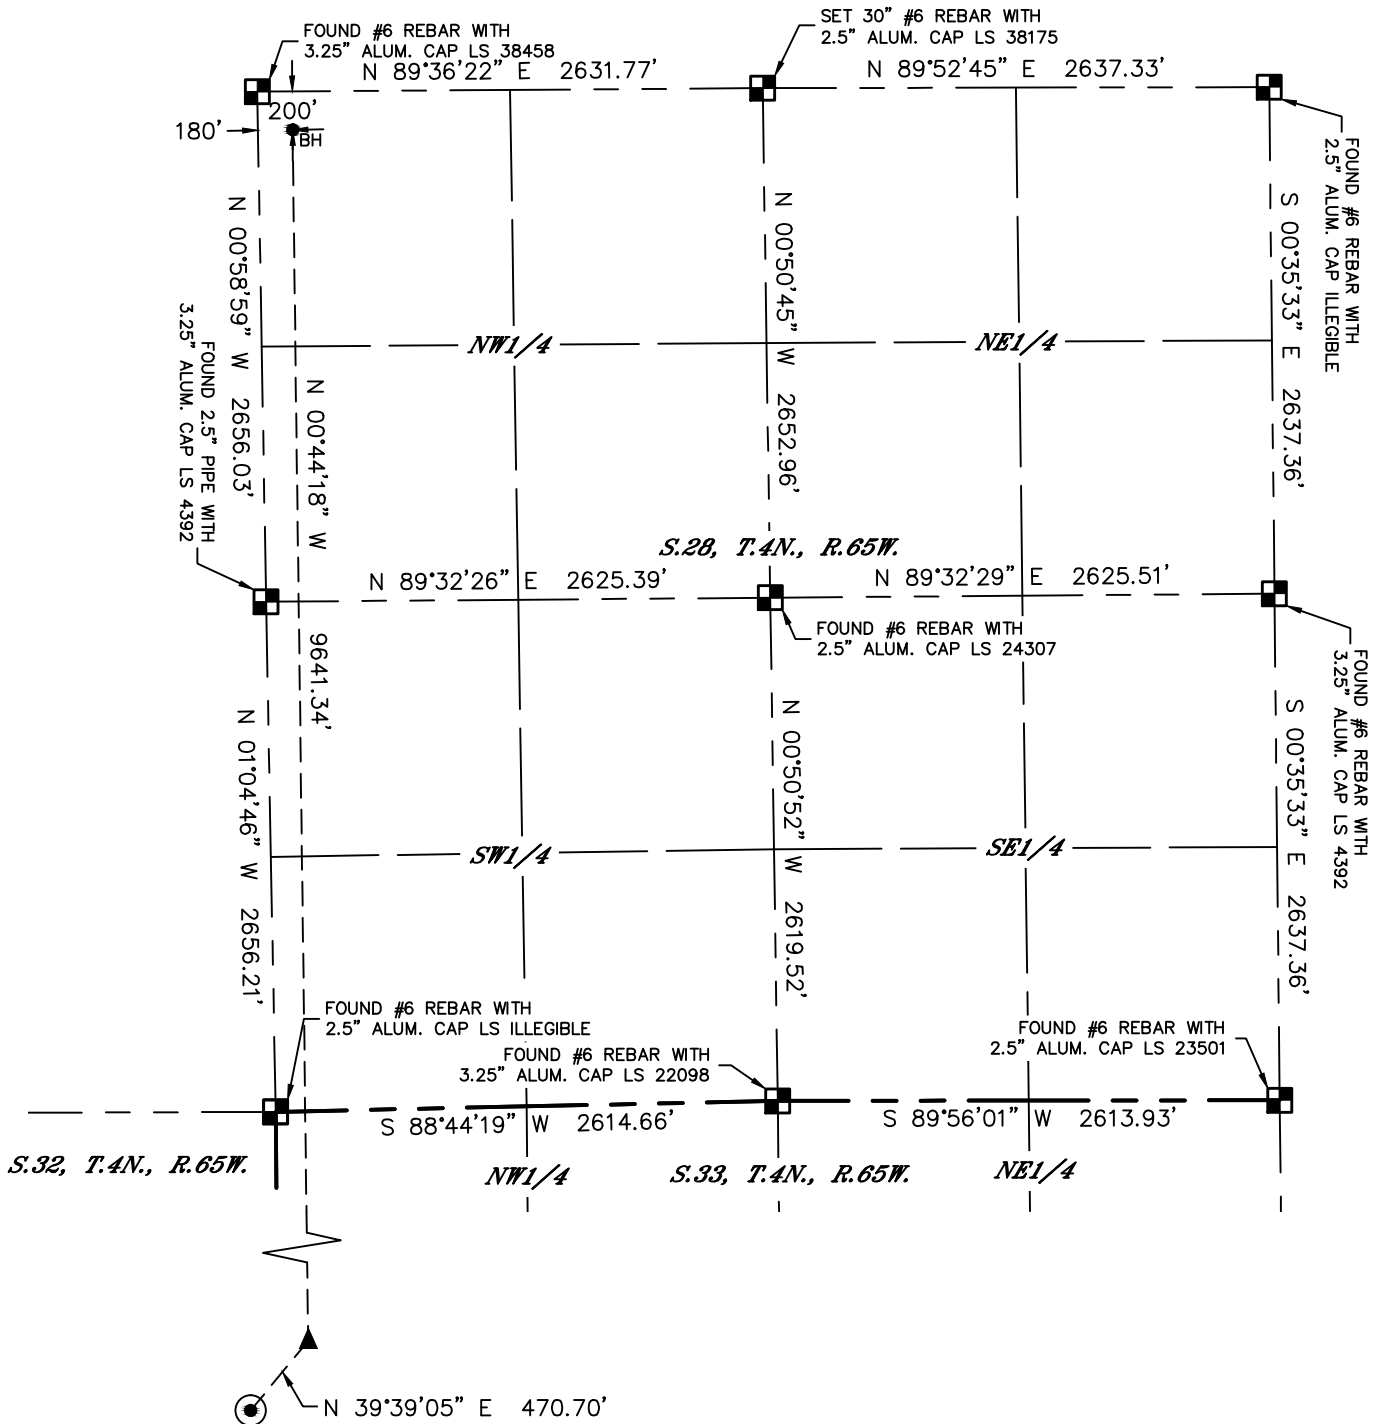 FOUND #6 REBAR WITH
3.25" ALUM. CAP LS 38458
SET 30" #6 REBAR WITH
2.5" ALUM. CAP LS 38175
N 89°36'22" E 2631.77'
N 89°52'45" E 2637.33'
200'
180'
BH
FOUND #6 REBAR WITH
2.5" ALUM. CAP ILLEGIBLE
N 00°58'59" W 2656.03'
N 00°50'45" W 2652.96'
S 00°35'33" E 2637.36'
NW1/4
NE1/4
FOUND 2.5" PIPE WITH
3.25" ALUM. CAP LS 4392
N 00°44'18" W 9641.34'
S.28, T.4N., R.65W.
N 89°32'26" E 2625.39'
N 89°32'29" E 2625.51'
FOUND #6 REBAR WITH
2.5" ALUM. CAP LS 24307
FOUND #6 REBAR WITH
3.25" ALUM. CAP LS 4392
N 01°04'46" W 2656.21'
N 00°50'52" W 2619.52'
S 00°35'33" E 2637.36'
SW1/4
SE1/4
FOUND #6 REBAR WITH
2.5" ALUM. CAP LS ILLEGIBLE
FOUND #6 REBAR WITH
3.25" ALUM. CAP LS 22098
FOUND #6 REBAR WITH
2.5" ALUM. CAP LS 23501
S 88°44'19" W 2614.66'
S 89°56'01" W 2613.93'
S.32, T.4N., R.65W.
NW1/4
S.33, T.4N., R.65W.
NE1/4
N 39°39'05" E 470.70'